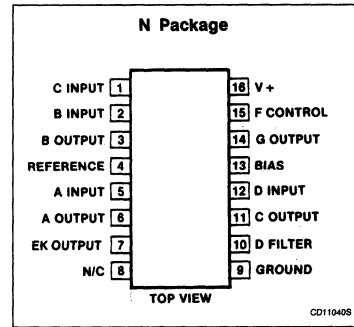 N Package
C INPUT 1
B INPUT 2
B OUTPUT 3
REFERENCE 4
A INPUT 5
A OUTPUT 6
EK OUTPUT 7
N/C 8
16 V+
15 F CONTROL
14 G OUTPUT
13 BIAS
12 D INPUT
11 C OUTPUT
10 D FILTER
9 GROUND
TOP VIEW
CD11040S